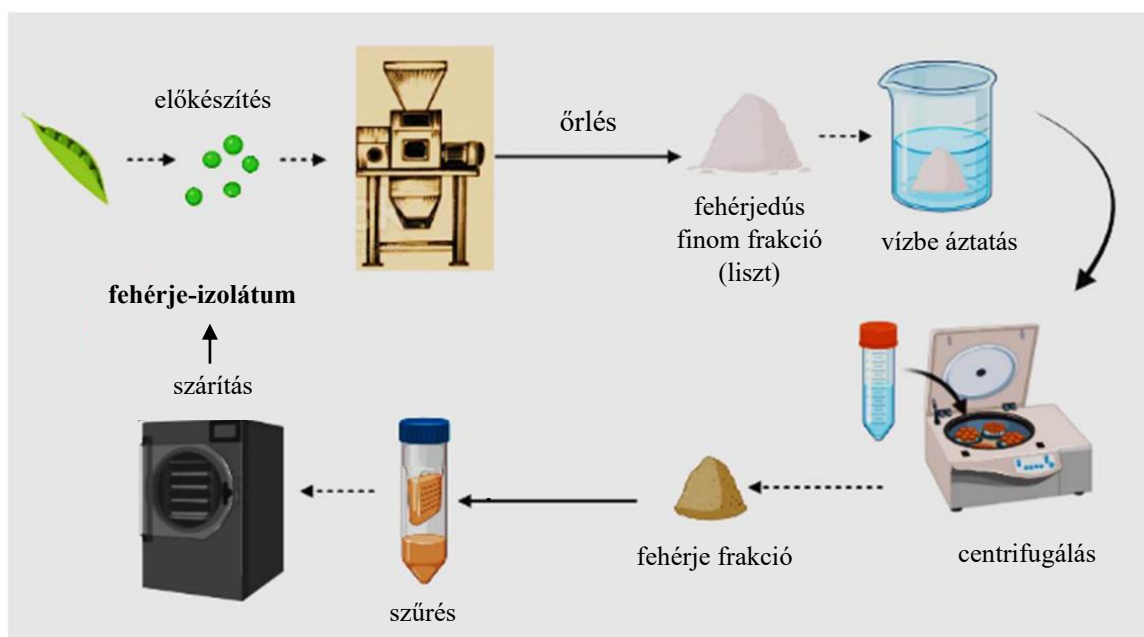 előkészítés
őrlés
fehérjedús
finom frakció
(liszt)
vízbe áztatás
centrifugálás
fehérje frakció
szűrés
szárítás
fehérje-izolátum